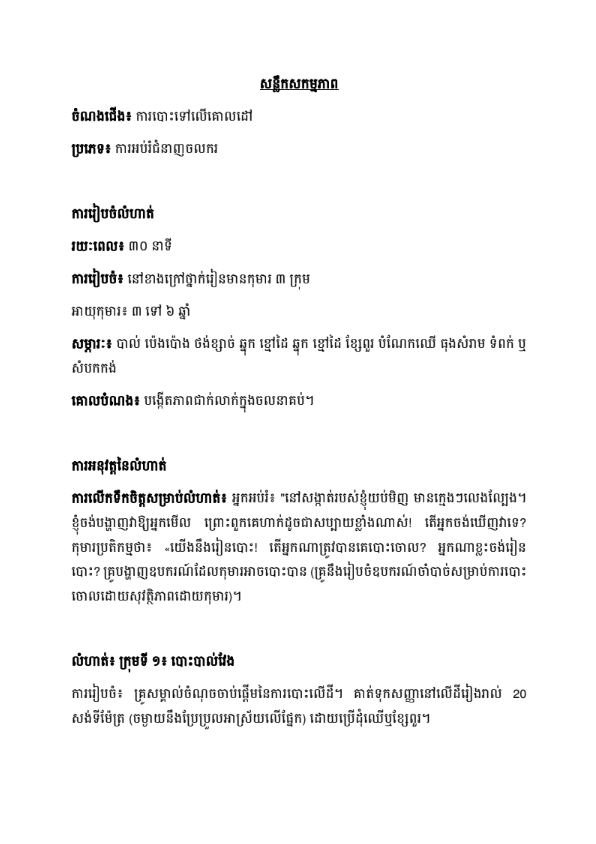 សន្លឹកសកម្មភាព
ចំណងជើង៖ ការបោះទៅលើគោលដៅ
ប្រភេទ៖ ការអប់រំជំនាញចលករ
ការរៀបចំលំហាត់
រយៈពេល៖ ៣០ នាទី
ការរៀបចំ៖ នៅខាងក្រៅថ្នាក់រៀនមានកុមារ ៣ ក្រុម
អាយុកុមារ៖ ៣ ទៅ ៦ ឆ្នាំ
សម្ភារៈ៖ បាល់ ប៉េងប៉ោង ថង់ខ្សាច់ ឆ្នុក ខ្មៅដៃ ឆ្នុក ខ្មៅដៃ ខ្សែពួរ បំណែកឈើ ធុងសំរាម ទំពក់ ឬ
សំបកកង់
គោលបំណង៖ បង្កើតភាពជាក់លាក់ក្នុងចលនាគប់។
ការអនុវត្តនៃលំហាត់
ការលើកទឹកចិត្តសម្រាប់លំហាត់៖ អ្នកអប់រំ៖ "នៅសង្កាត់របស់ខ្ញុំយប់មិញ មានក្មេងៗលេងល្បែង។
ខ្ញុំចង់បង្ហាញវាឱ្យអ្នកមើល ព្រោះពួកគេហាក់ដូចជាសប្បាយខ្លាំងណាស់! តើអ្នកចង់ឃើញវាទេ?
កុមារប្រតិកម្មថា៖ «យើងនឹងរៀនបោះ! តើអ្នកណាត្រូវបានគេបោះចោល? អ្នកណាខ្លះចង់រៀន
បោះ? គ្រូបង្ហាញឧបករណ៍ដែលកុមារអាចបោះបាន (គ្រូនឹងរៀបចំឧបករណ៍ចាំបាច់សម្រាប់ការបោះ
ចោលដោយសុវត្ថិភាពដោយកុមារ)។
លំហាត់៖ ក្រុមទី ១៖ បោះបាល់វែង
ការរៀបចំ៖ គ្រូសម្គាល់ចំណុចចាប់ផ្តើមនៃការបោះលើដី។ គាត់ទុកសញ្ញានៅលើដីរៀងរាល់ 20
សង់ទីម៉ែត្រ (ចម្ងាយនឹងប្រែប្រួលអាស្រ័យលើផ្នែក) ដោយប្រើដុំឈើឬខ្សែពួរ។